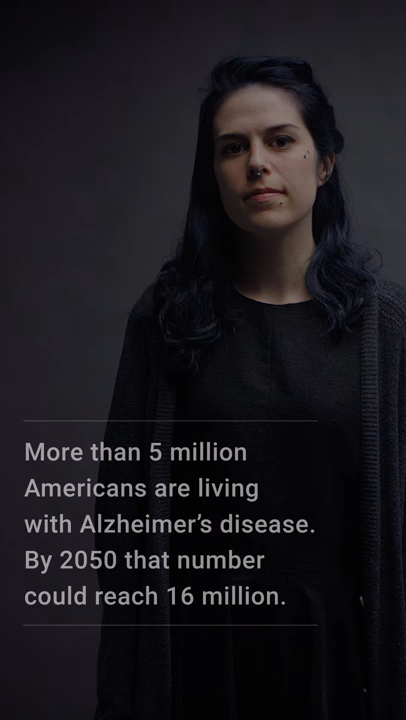 More than 5 million
Americans are living
with Alzheimer’s disease.
By 2050 that number
could reach 16 million.